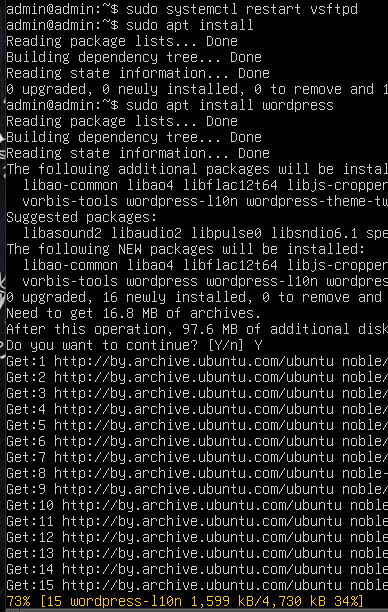 admin@admin:~$ sudo systemctl restart vsftpd
admin@admin:~$ sudo apt install
Reading package lists... Done
Building dependency tree... Done
Reading state information... Done
0 upgraded, 0 newly installed, 0 to remove and 1
admin@admin:~$ sudo apt install wordpress
Reading package lists... Done
Building dependency tree... Done
Reading state information... Done
The following additional packages will be instal
libao-common libao4 libflac12t64 libjs-cropper
vorbis-tools wordpress-l10n wordpress-theme-tw
Suggested packages:
libasound2 libaudio2 libpulse0 libsndio6.1 spe
The following NEW packages will be installed:
libao-common libao4 libflac12t64 libjs-cropper
vorbis-tools wordpress wordpress-l10n wordpres
0 upgraded, 16 newly installed, 0 to remove and
Need to get 16.8 MB of archives.
After this operation, 97.6 MB of additional disk
Do you want to continue? [Y/n] Y
Get:1 http://by.archive.ubuntu.com/ubuntu noble/
Get:2 http://by.archive.ubuntu.com/ubuntu noble/
Get:3 http://by.archive.ubuntu.com/ubuntu noble/
Get:4 http://by.archive.ubuntu.com/ubuntu noble/
Get:5 http://by.archive.ubuntu.com/ubuntu noble/
Get:6 http://by.archive.ubuntu.com/ubuntu noble/
Get:7 http://by.archive.ubuntu.com/ubuntu noble/
Get:8 http://by.archive.ubuntu.com/ubuntu noble-
Get:9 http://by.archive.ubuntu.com/ubuntu noble/
Get:10 http://by.archive.ubuntu.com/ubuntu noble
Get:11 http://by.archive.ubuntu.com/ubuntu noble
Get:12 http://by.archive.ubuntu.com/ubuntu noble
Get:13 http://by.archive.ubuntu.com/ubuntu noble
Get:14 http://by.archive.ubuntu.com/ubuntu noble
Get:15 http://by.archive.ubuntu.com/ubuntu noble
73% [15 wordpress-l10n 1,599 kB/4,730 kB 34%]